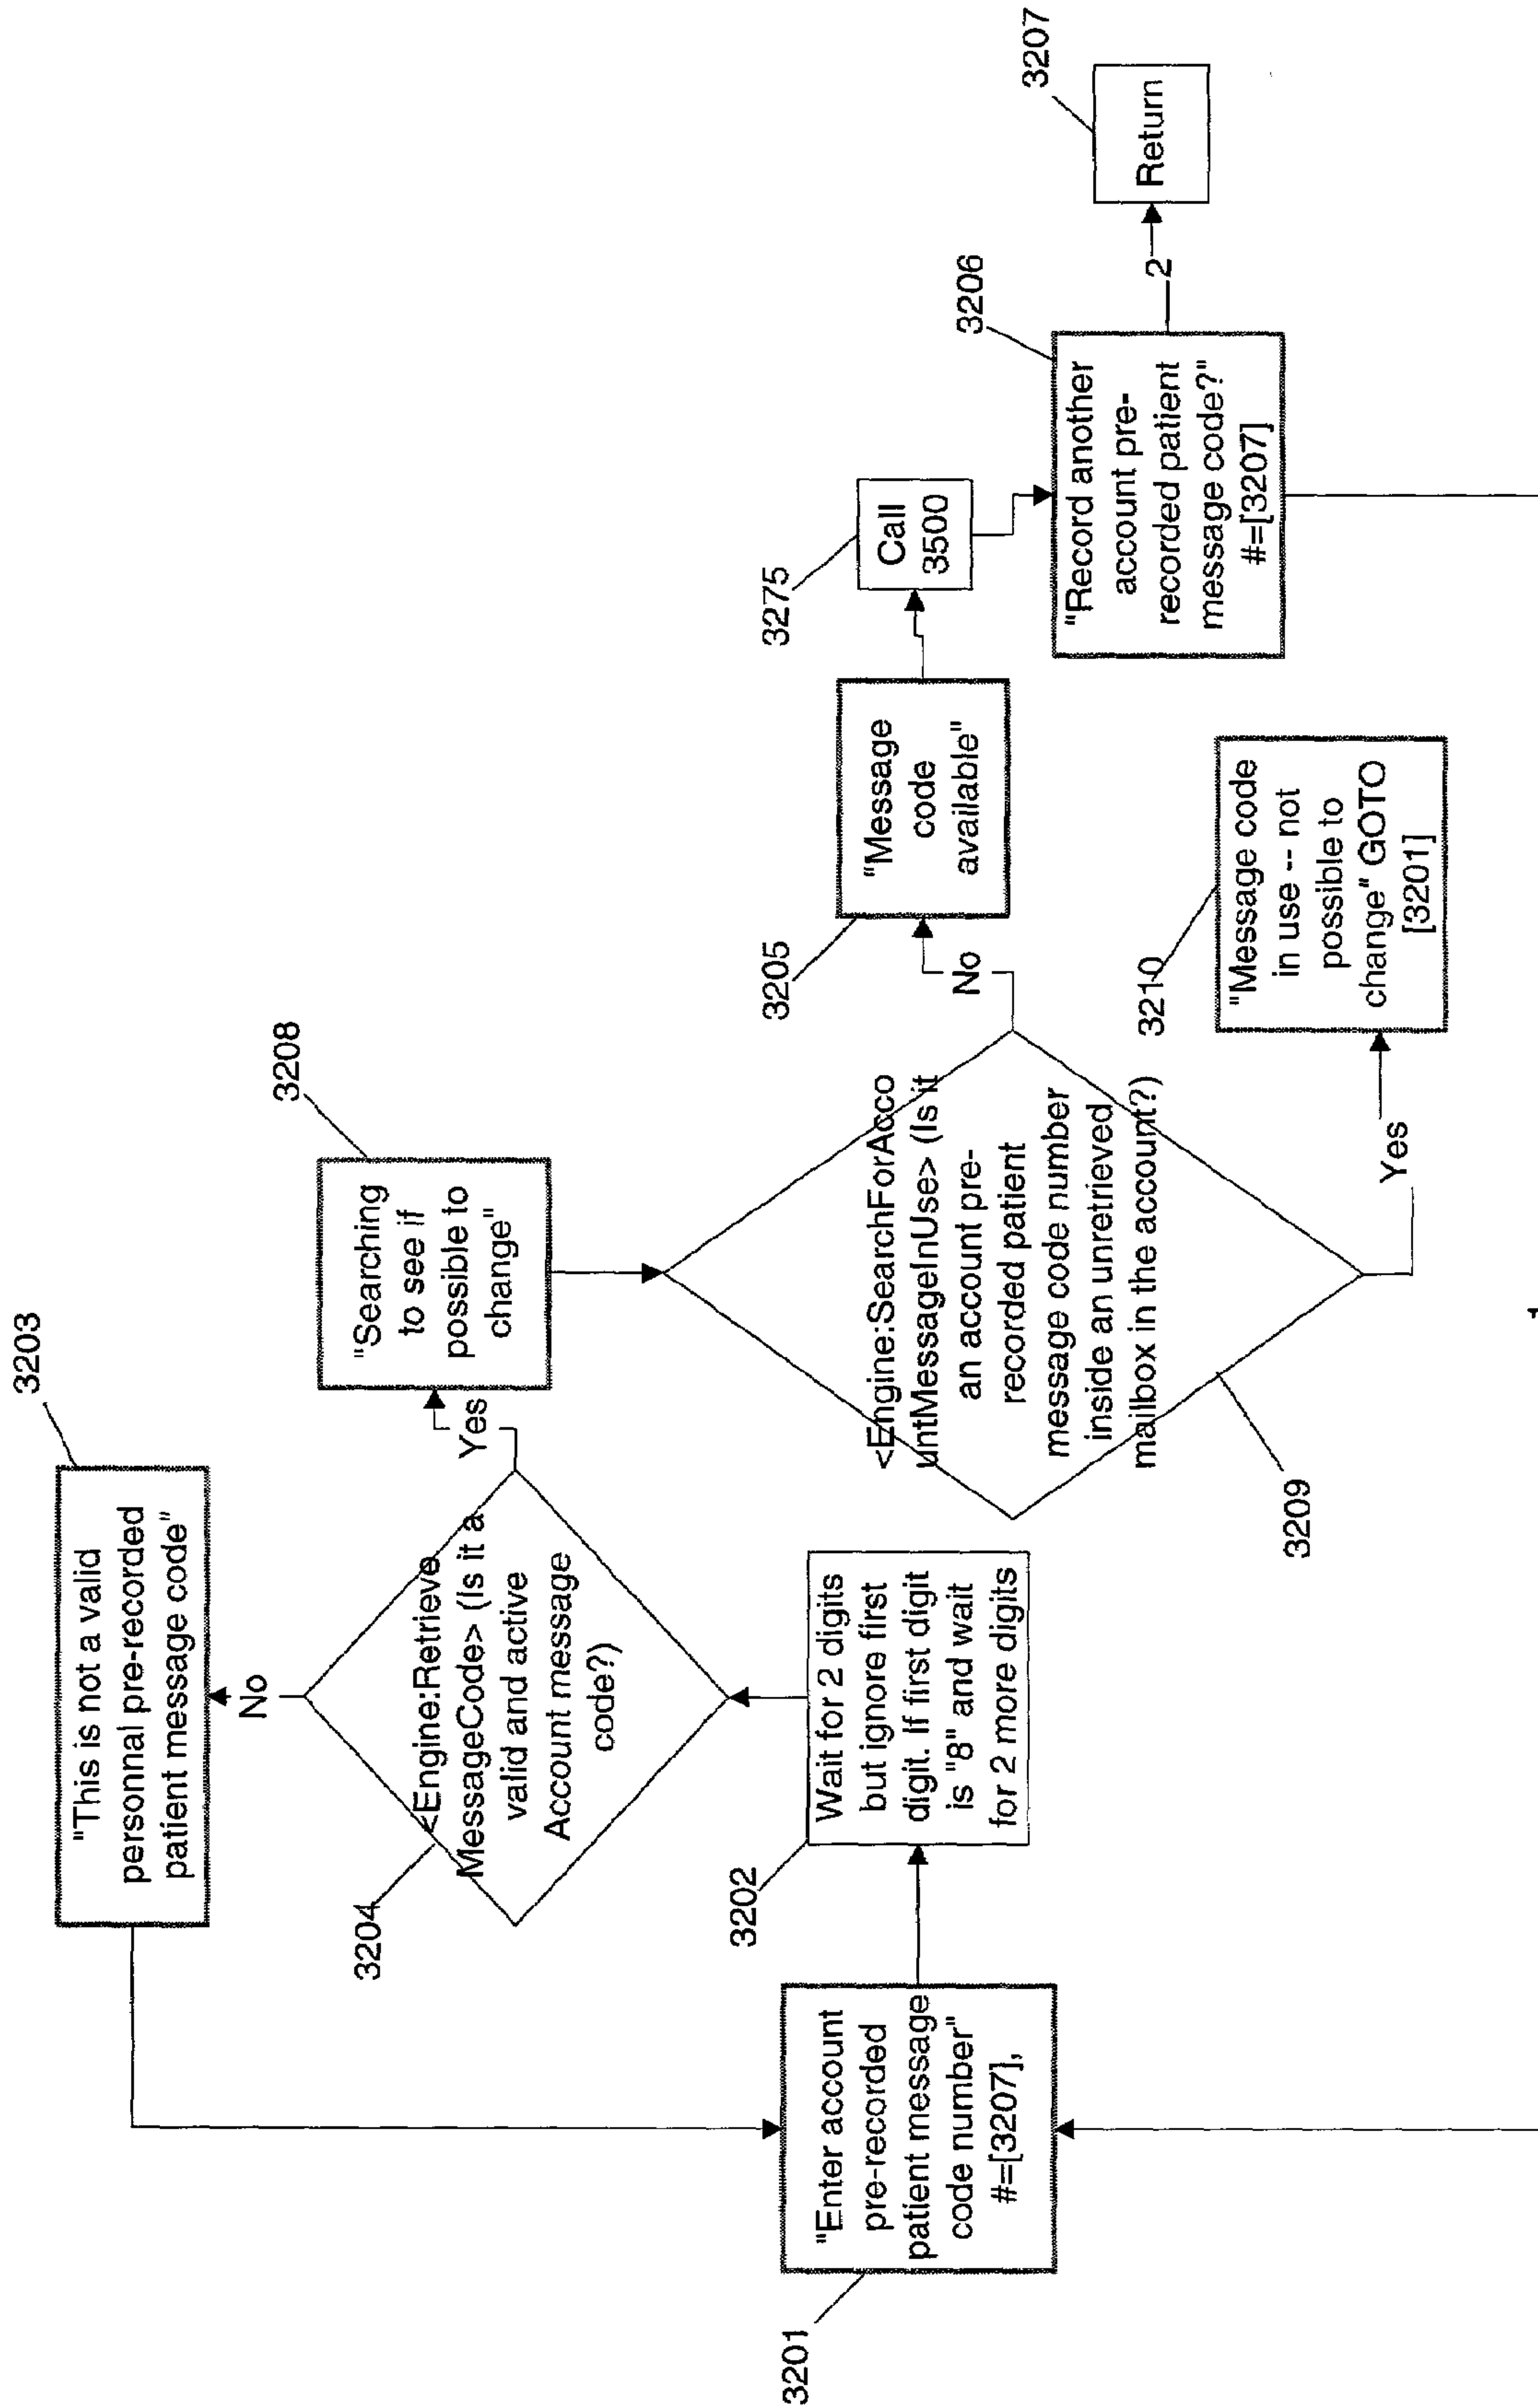 3203
"This is not a valid
personnal pre-recorded
patient message code"
No
3204
<Engine:Retrieve
MessageCode> (Is it a
valid and active
Account message
code?)
Yes
3208
"Searching
to see if
possible to
change"
3201
"Enter account
pre-recorded
patient message
code number"
#=[3207],
3202
Wait for 2 digits
but ignore first
digit. If first digit
is "8" and wait
for 2 more digits
3209
<Engine:SearchForAcco
untMessageInUse> (Is it
an account pre-
recorded patient
message code number
inside an unretrieved
mailbox in the account?)
No
3205
"Message
code
available"
3275
Call
3500
Yes
3210
"Message code
in use -- not
possible to
change" GOTO
[3201]
3206
"Record another
account pre-
recorded patient
message code?"
#=[3207]
2
3207
Return